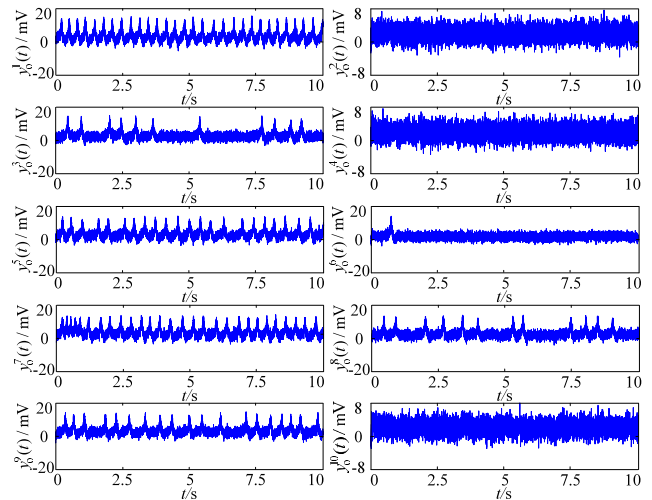 y_o^1(t) / mV
20
0
-20
0 2.5 5 7.5 10
t/s
y_o^2(t) / mV
8
0
-8
0 2.5 5 7.5 10
t/s
y_o^3(t) / mV
20
0
-20
0 2.5 5 7.5 10
t/s
y_o^4(t) / mV
8
0
-8
0 2.5 5 7.5 10
t/s
y_o^5(t) / mV
20
0
-20
0 2.5 5 7.5 10
t/s
y_o^6(t) / mV
20
0
-20
0 2.5 5 7.5 10
t/s
y_o^7(t) / mV
20
0
-20
0 2.5 5 7.5 10
t/s
y_o^8(t) / mV
20
0
-20
0 2.5 5 7.5 10
t/s
y_o^9(t) / mV
20
0
-20
0 2.5 5 7.5 10
t/s
y_o^10(t) / mV
8
0
-8
0 2.5 5 7.5 10
t/s